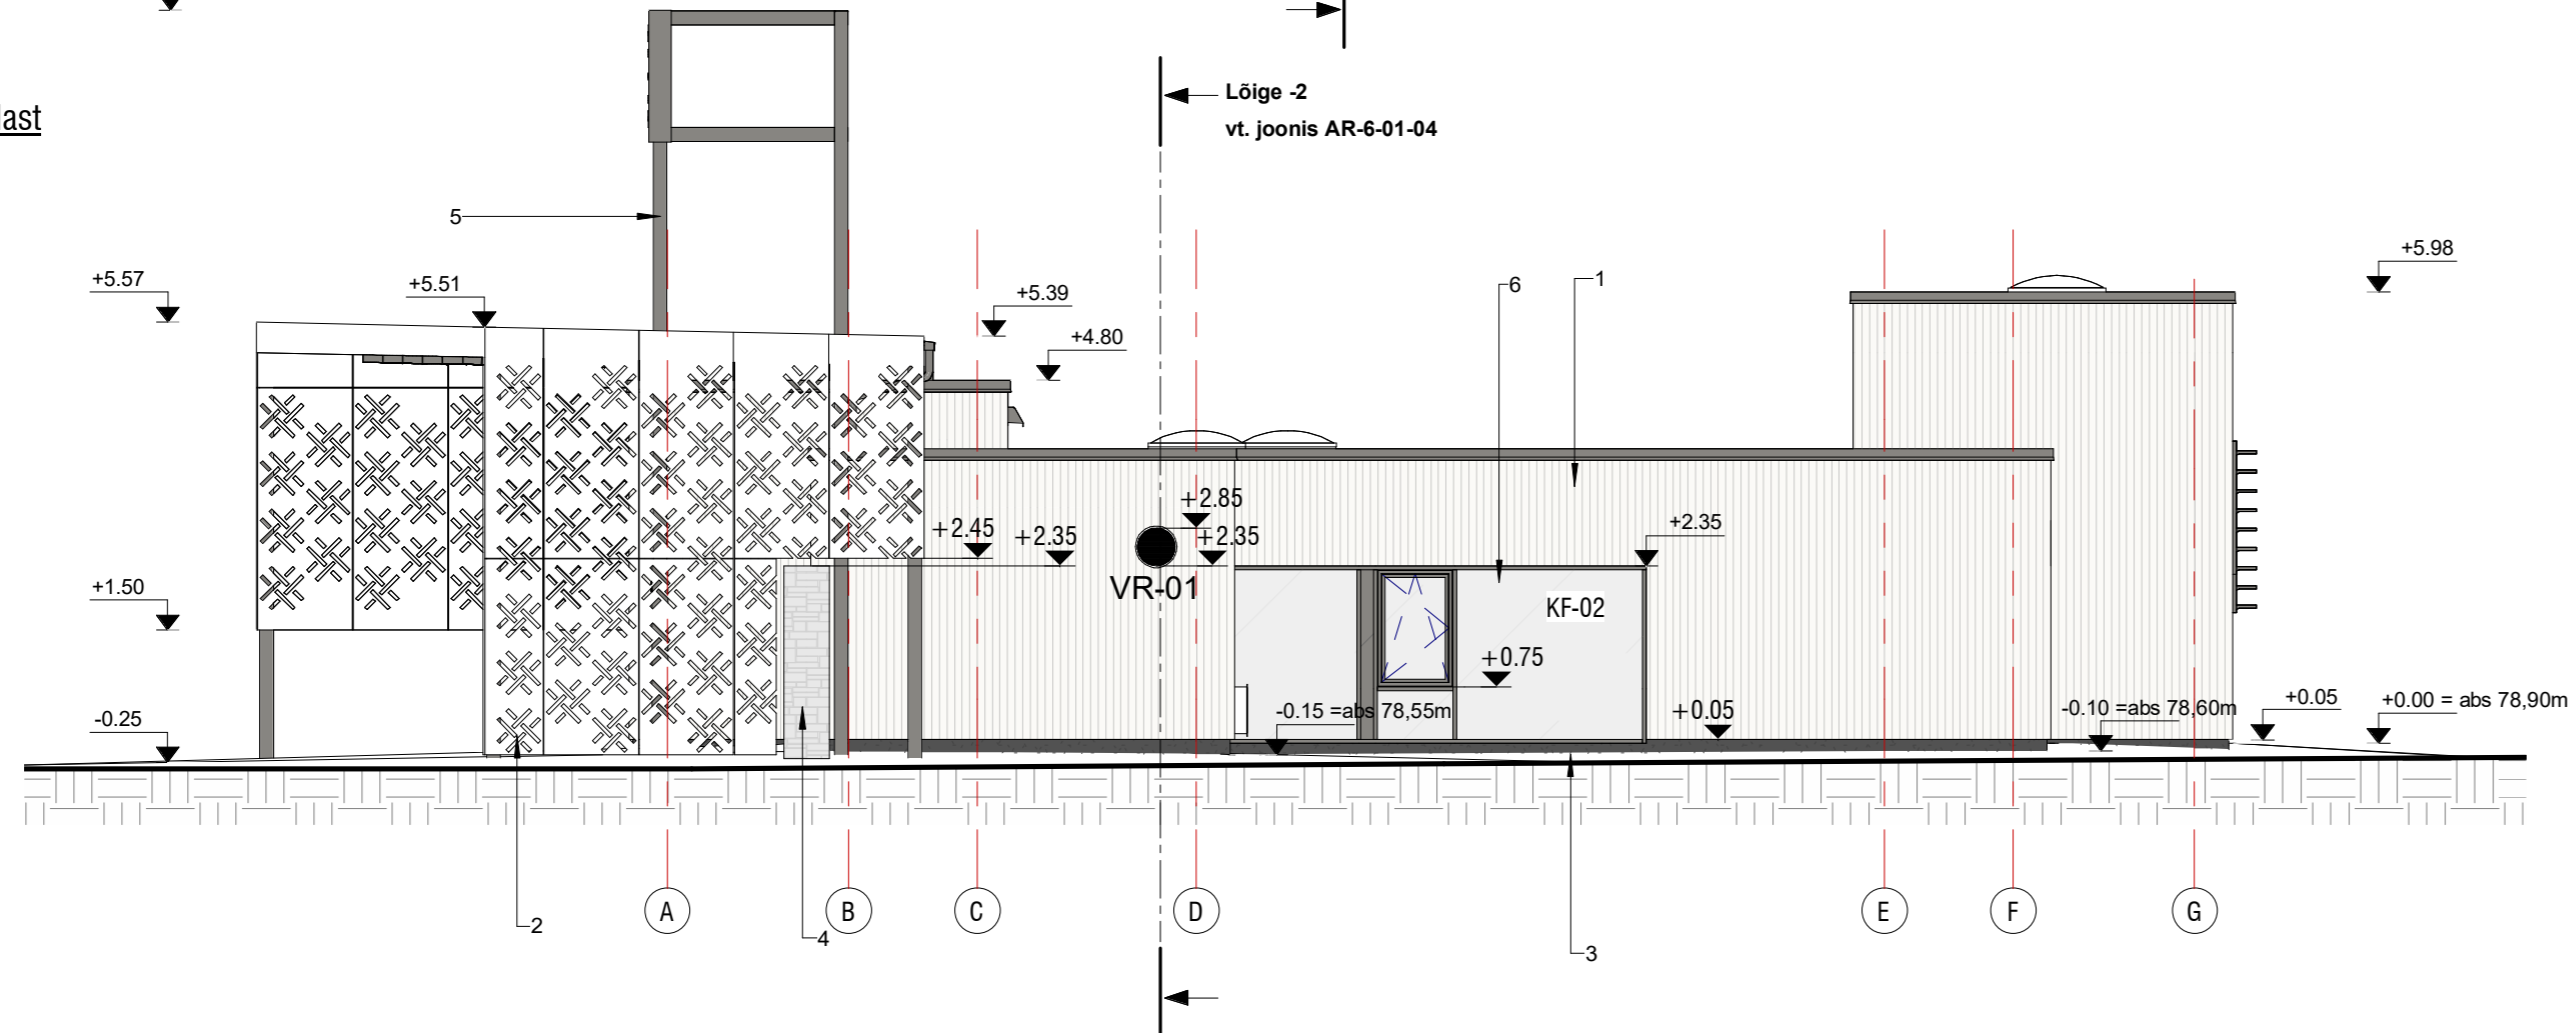 Lõige -2
vt. joonis AR-6-01-04
last
5
+5.57
+5.51
+5.39
+4.80
6
1
+5.98
+2.85
+2.45
+2.35
+2.35
+2.35
VR-01
KF-02
+1.50
+0.75
-0.25
-0.15 =abs 78,55m
+0.05
-0.10 =abs 78,60m
+0.05
+0.00 = abs 78,90m
A
B
C
D
E
F
G
2
4
3